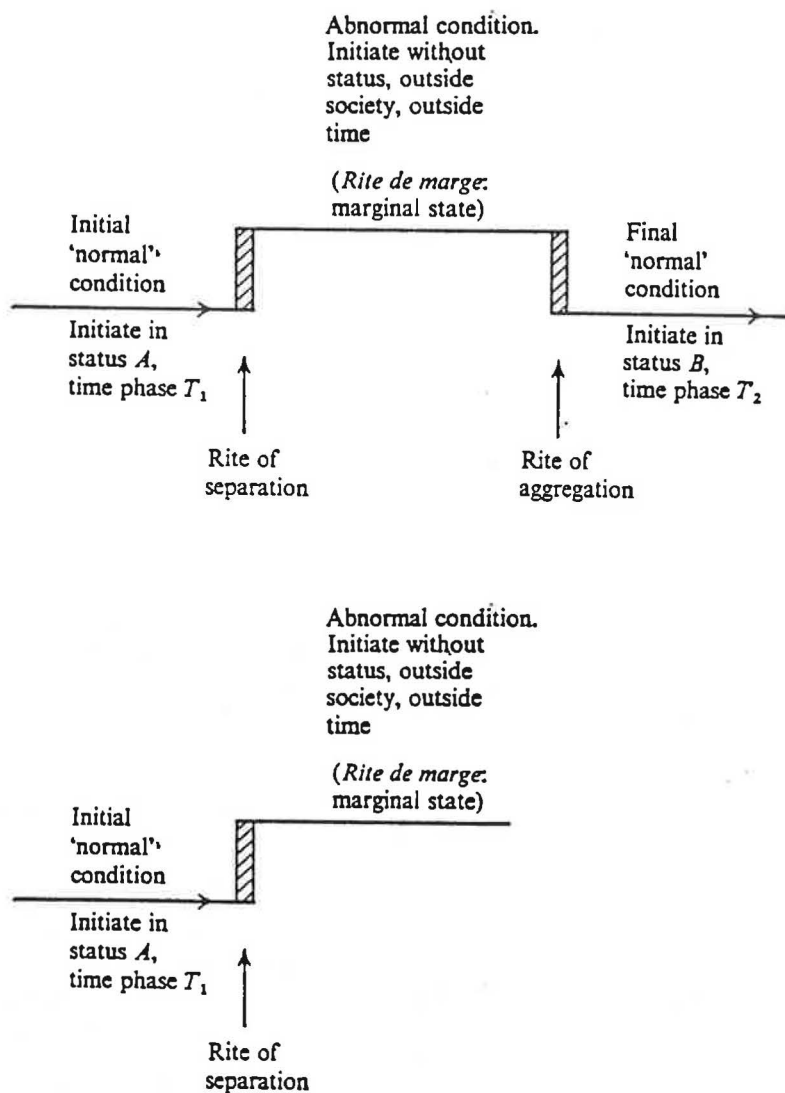 Abnormal condition.
Initiate without
status, outside
society, outside
time
(Rite de marge:
marginal state)
Initial
‘normal’
condition
Initiate in
status A,
time phase T₁
Rite of
separation
Final
‘normal’
condition
Initiate in
status B,
time phase T₂
Rite of
aggregation
Abnormal condition.
Initiate without
status, outside
society, outside
time
(Rite de marge:
marginal state)
Initial
‘normal’
condition
Initiate in
status A,
time phase T₁
Rite of
separation